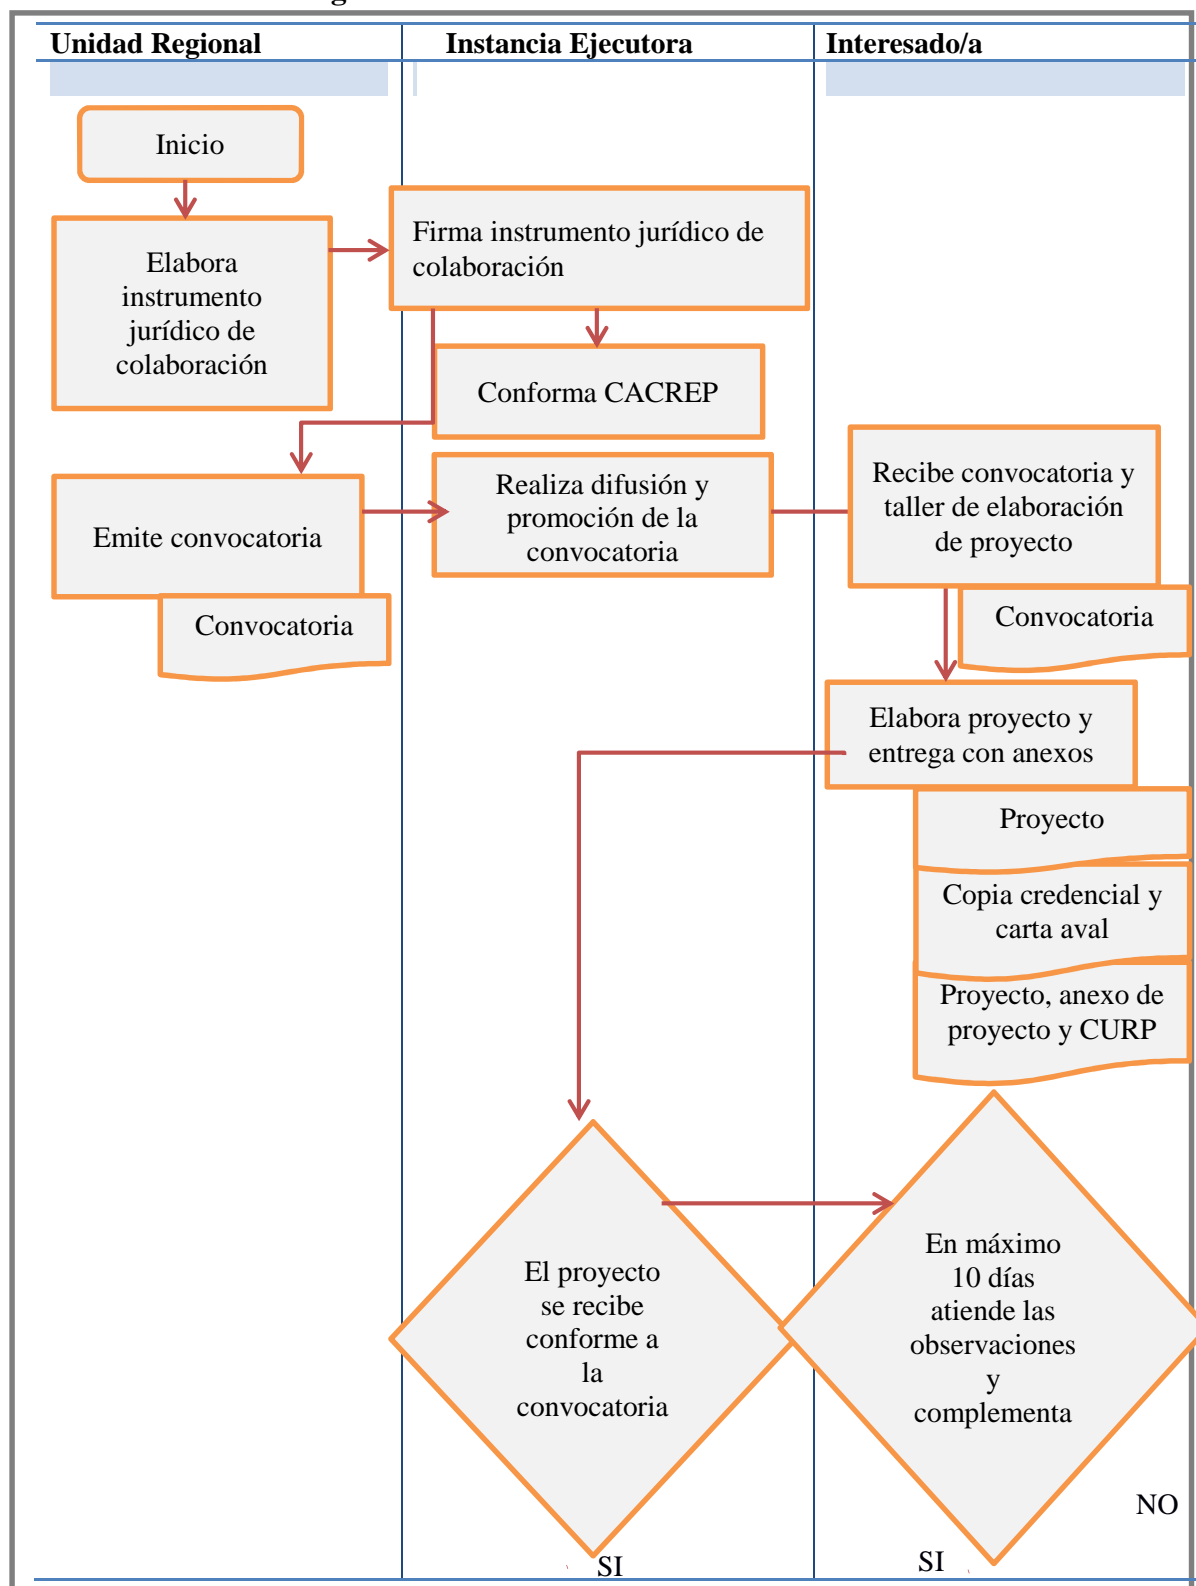 Unidad Regional
Instancia Ejecutora
Interesado/a
Inicio
Elabora
instrumento
jurídico de
colaboración
Firma instrumento jurídico de
colaboración
Conforma CACREP
Emite convocatoria
Convocatoria
Realiza difusión y
promoción de la
convocatoria
Recibe convocatoria y
taller de elaboración
de proyecto
Convocatoria
Elabora proyecto y
entrega con anexos
Proyecto
Copia credencial y
carta aval
Proyecto, anexo de
proyecto y CURP
El proyecto
se recibe
conforme a
la
convocatoria
En máximo
10 días
atiende las
observaciones
y
complementa
NO
SI
SI